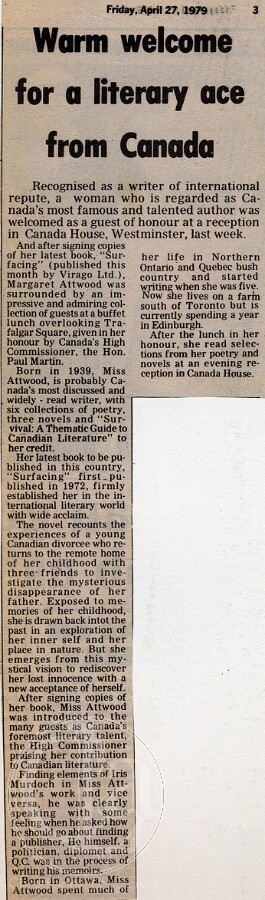 Friday, April 27, 1979
3
Warm welcome
for a literary ace
from Canada
Recognised as a writer of international
repute, a woman who is regarded as Ca-
nada's most famous and talented author was
welcomed as a guest of honour at a reception
in Canada House, Westminster, last week.
And after signing copies
of her latest book, "Sur-
facing" (published this
month by Virago Ltd.),
Margaret Attwood was
surrounded by an im-
pressive and admiring col-
lection of guests at a buffet
lunch overlooking Tra-
falgar Square, given in her
honour by Canada's High
Commissioner, the Hon.
Paul Martin.
Born in 1939, Miss
Attwood, is probably Ca-
nada's most discussed and
widely - read writer, with
six collections of poetry,
three novels and "Sur-
vival: A Thematic Guide to
Canadian Literature" to
her credit.
Her latest book to be pu-
blished in this country,
"Surfacing" first pu-
blished in 1972, firmly
established her in the in-
ternational literary world
with wide acclaim.
The novel recounts the
experiences of a young
Canadian divorcee who re-
turns to the remote home
of her childhood with
three friends to inve-
stigate the mysterious
disappearance of her
father. Exposed to me-
mories of her childhood,
she is drawn back intot the
past in an exploration of
her inner self and her
place in nature. But she
emerges from this my-
stical vision to rediscover
her lost innocence with a
new acceptance of herself.
After signing copies of
her book, Miss Attwood
was introduced to the
many guests as Canada's
foremost literary talent,
the High Commissioner
praising her contribution
to Canadian literature.
Finding elements of Iris
Murdoch in Miss Att-
wood's work and vice
versa, he was clearly
speaking with some
feeling when he asked how
he should go about finding
a publisher. He himself, a
politician, diplomet and
Q.C. was in the process of
writing his memoirs.
Born in Ottawa, Miss
Attwood spent much of
her life in Northern
Ontario and Quebec bush
country and started
writing when she was five.
Now she lives on a farin
south of Toronto but is
currently spending a year
in Edinburgh.
After the lunch in her
honour, she read selec-
tions from her poetry and
novels at an evening re-
ception in Canada House.